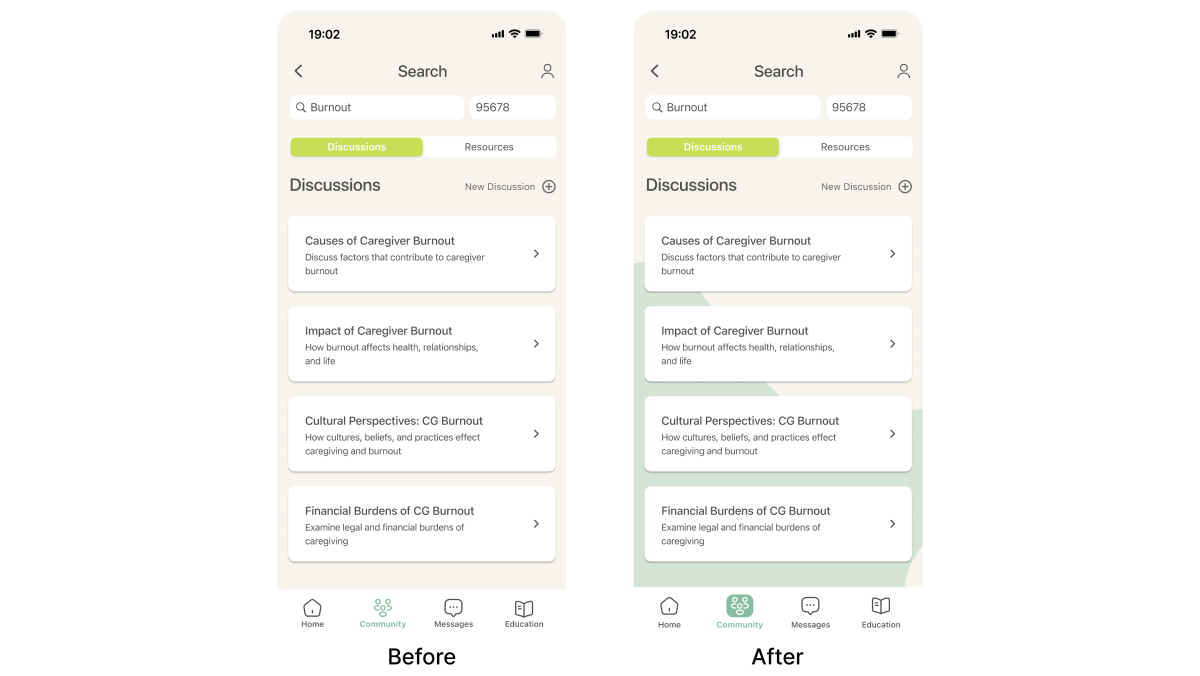 19:02
Search
Burnout
95678
Discussions
Resources
Discussions
New Discussion
Causes of Caregiver Burnout
Discuss factors that contribute to caregiver
burnout
Impact of Caregiver Burnout
How burnout affects health, relationships,
and life
Cultural Perspectives: CG Burnout
How cultures, beliefs, and practices effect
caregiving and burnout
Financial Burdens of CG Burnout
Examine legal and financial burdens of
caregiving
Home
Community
Messages
Education
Before
19:02
Search
Burnout
95678
Discussions
Resources
Discussions
New Discussion
Causes of Caregiver Burnout
Discuss factors that contribute to caregiver
burnout
Impact of Caregiver Burnout
How burnout affects health, relationships,
and life
Cultural Perspectives: CG Burnout
How cultures, beliefs, and practices effect
caregiving and burnout
Financial Burdens of CG Burnout
Examine legal and financial burdens of
caregiving
Home
Community
Messages
Education
After